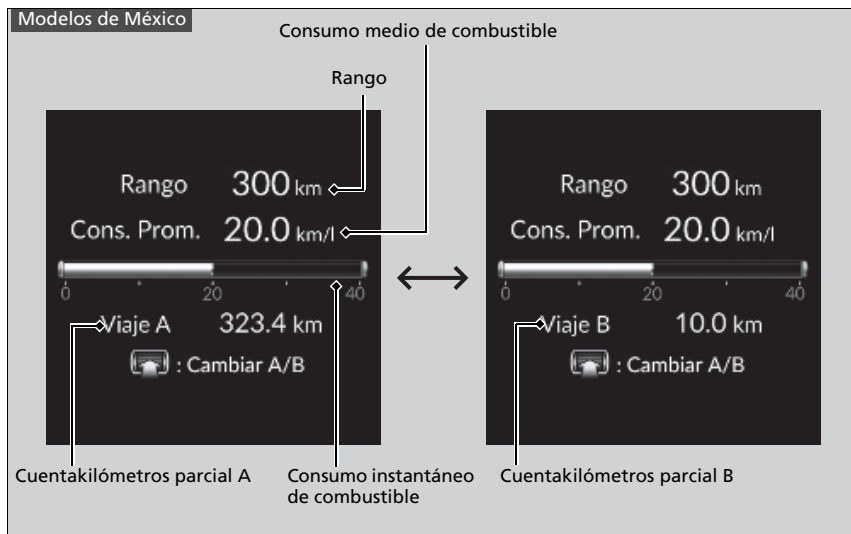 Modelos de México
Consumo medio de combustible
Rango
Rango 300 km
Cons. Prom. 20.0 km/l
0 20 40
Viaje A 323.4 km
: Cambiar A/B
Rango 300 km
Cons. Prom. 20.0 km/l
0 20 40
Viaje B 10.0 km
: Cambiar A/B
Cuentakilómetros parcial A
Consumo instantáneo
de combustible
Cuentakilómetros parcial B